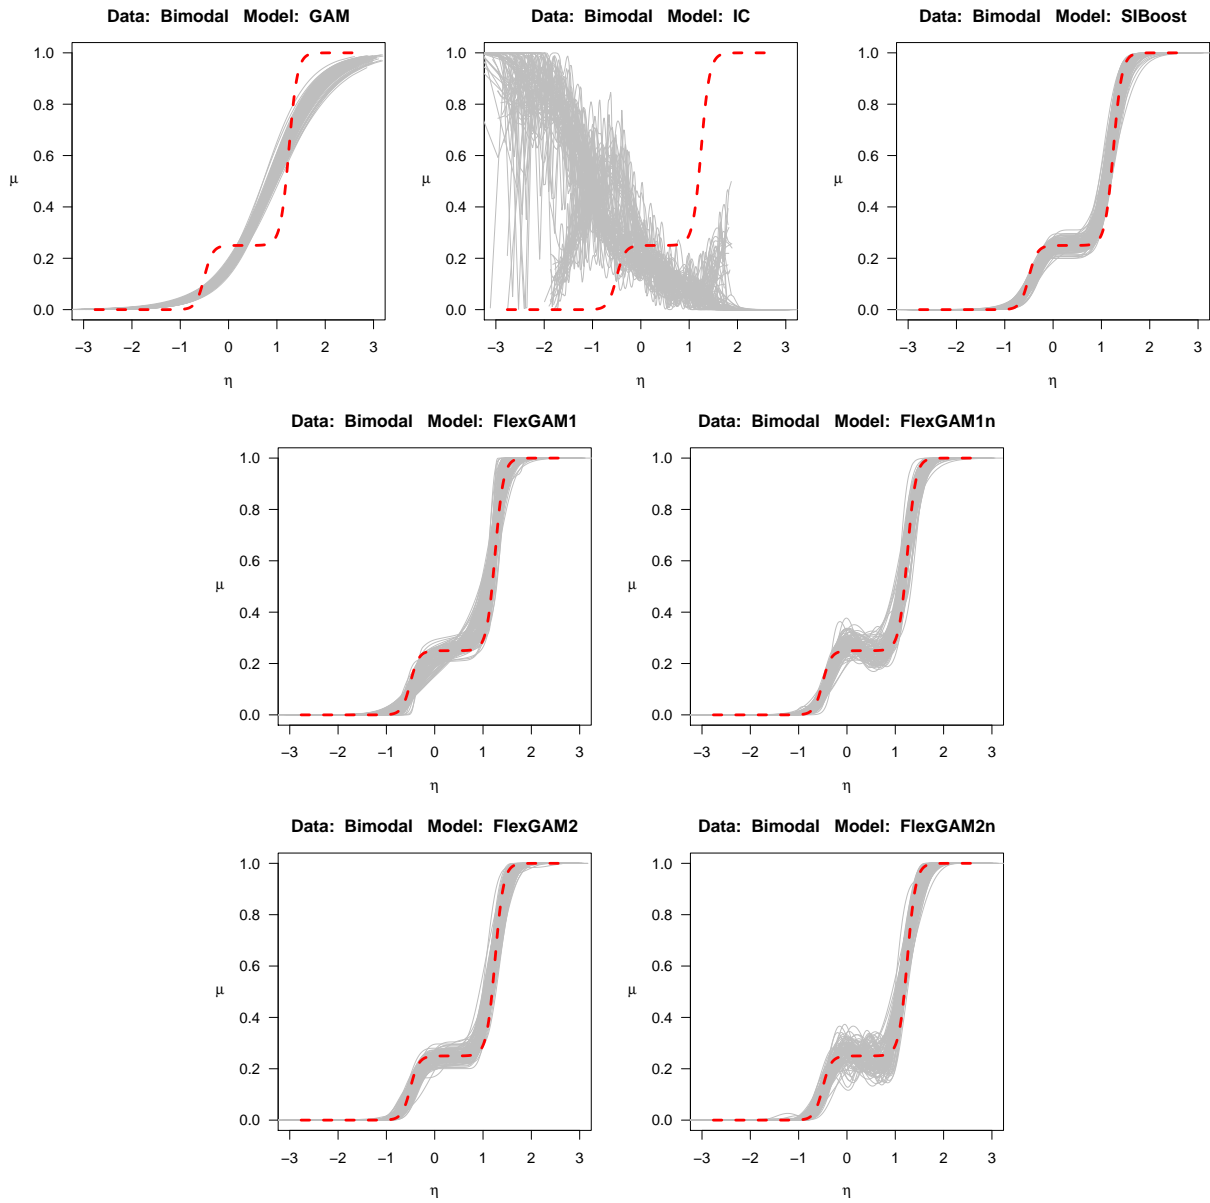 Data:  Bimodal   Model:  GAM
Data:  Bimodal   Model:  IC
Data:  Bimodal   Model:  SIBoost
1.0
0.8
0.6
μ
0.4
0.2
0.0
−3 −2 −1 0 1 2 3
η
1.0
0.8
0.6
μ
0.4
0.2
0.0
−3 −2 −1 0 1 2 3
η
1.0
0.8
0.6
μ
0.4
0.2
0.0
−3 −2 −1 0 1 2 3
η
Data:  Bimodal   Model:  FlexGAM1
Data:  Bimodal   Model:  FlexGAM1n
1.0
0.8
0.6
μ
0.4
0.2
0.0
−3 −2 −1 0 1 2 3
η
1.0
0.8
0.6
μ
0.4
0.2
0.0
−3 −2 −1 0 1 2 3
η
Data:  Bimodal   Model:  FlexGAM2
Data:  Bimodal   Model:  FlexGAM2n
1.0
0.8
0.6
μ
0.4
0.2
0.0
−3 −2 −1 0 1 2 3
η
1.0
0.8
0.6
μ
0.4
0.2
0.0
−3 −2 −1 0 1 2 3
η